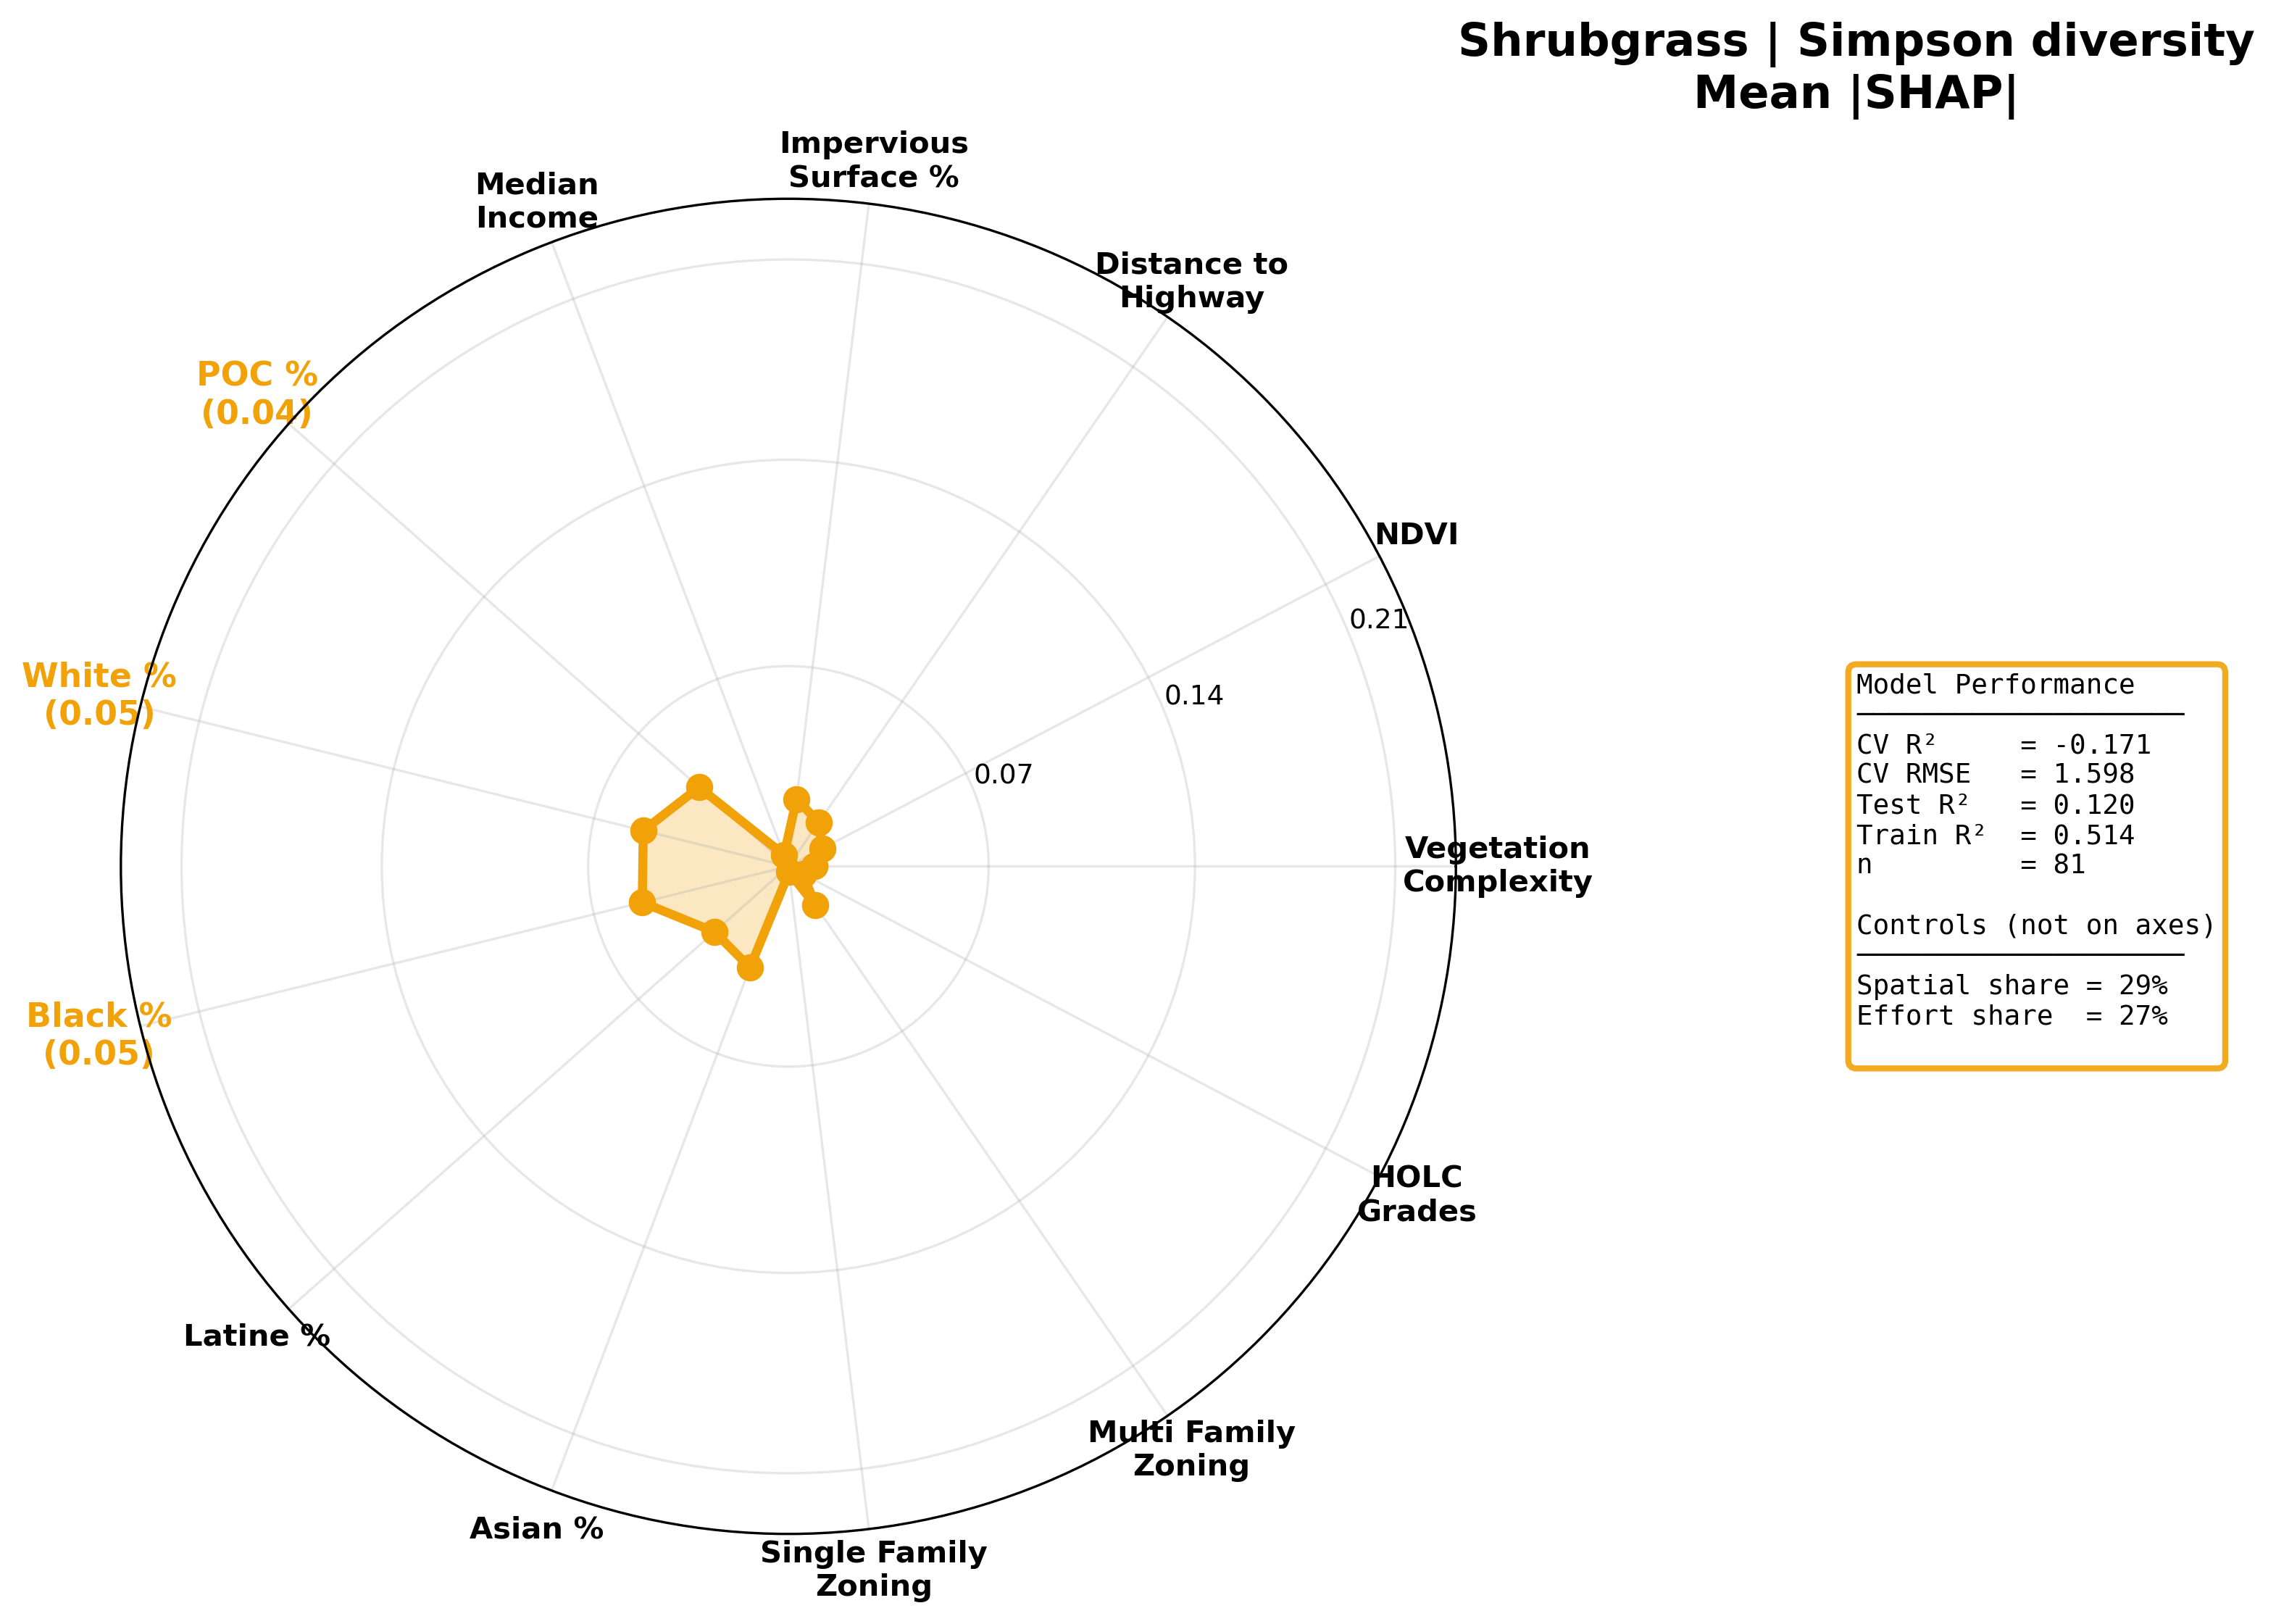 Shrubgrass | Simpson diversity
Mean |SHAP|
Impervious
Surface %
Median
Income
Distance to
Highway
POC %
(0.04)
NDVI
0.21
White %
(0.05)
0.14
0.07
Vegetation
Complexity
Black %
(0.05)
HOLC
Grades
Latine %
Multi Family
Zoning
Asian %
Single Family
Zoning
Model Performance
CV R² = -0.171
CV RMSE = 1.598
Test R² = 0.120
Train R² = 0.514
n = 81
Controls (not on axes)
Spatial share = 29%
Effort share = 27%